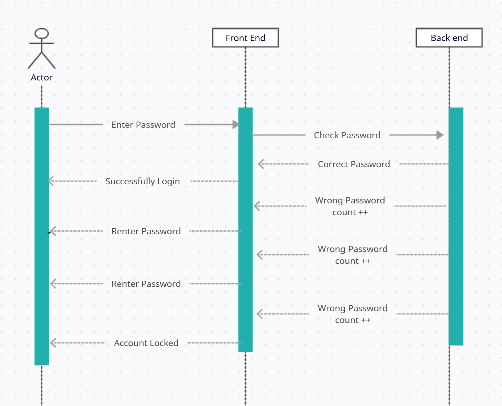 Front End
Back end
Actor
Enter Password
Check Password
Correct Password
Successfully Login
Wrong Password
count ++
Renter Password
Wrong Password
count ++
Renter Password
Wrong Password
count ++
Account Locked